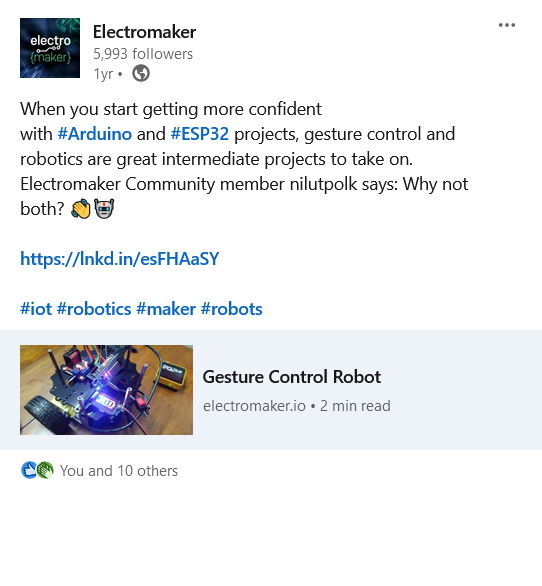 electro
{maker}
Electromaker
5,993 followers
1yr •
When you start getting more confident
with #Arduino and #ESP32 projects, gesture control and
robotics are great intermediate projects to take on.
Electromaker Community member nilutpolk says: Why not
both? 👏🤖
https://lnkd.in/esFHAaSY
#iot #robotics #maker #robots
Gesture Control Robot
electromaker.io • 2 min read
You and 10 others